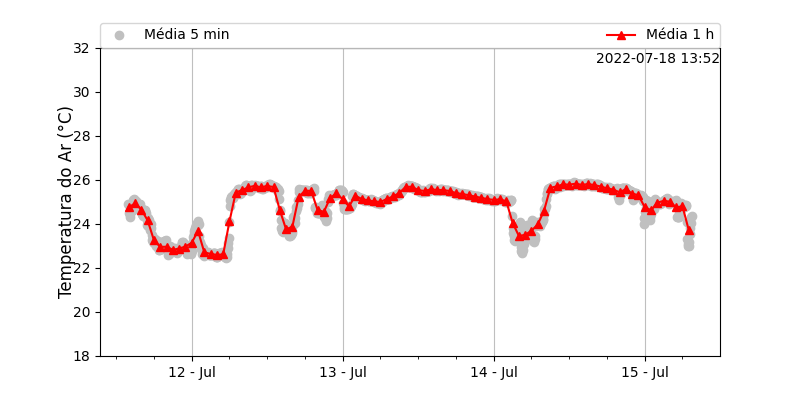 Média 5 min
Média 1 h
2022-07-18 13:52
Temperatura do Ar (°C)
32
30
28
26
24
22
20
18
12 - Jul
13 - Jul
14 - Jul
15 - Jul